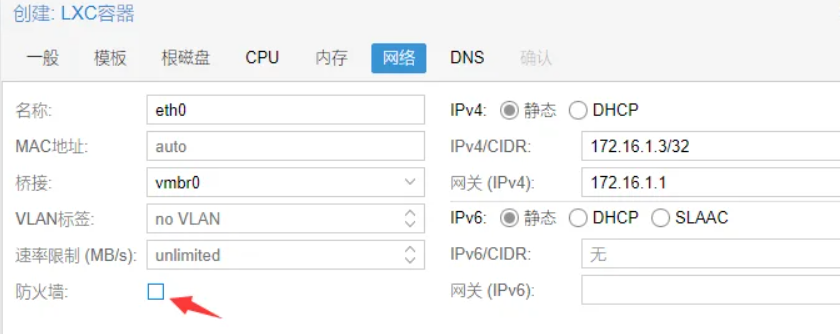 创建: LXC容器
一般 模板 根磁盘 CPU 内存 网络 DNS 确认
名称: eth0
MAC地址: auto
桥接: vmbr0
VLAN标签: no VLAN
速率限制 (MB/s): unlimited
防火墙:
IPv4: 静态 DHCP
IPv4/CIDR: 172.16.1.3/32
网关 (IPv4): 172.16.1.1
IPv6: 静态 DHCP SLAAC
IPv6/CIDR: 无
网关 (IPv6):